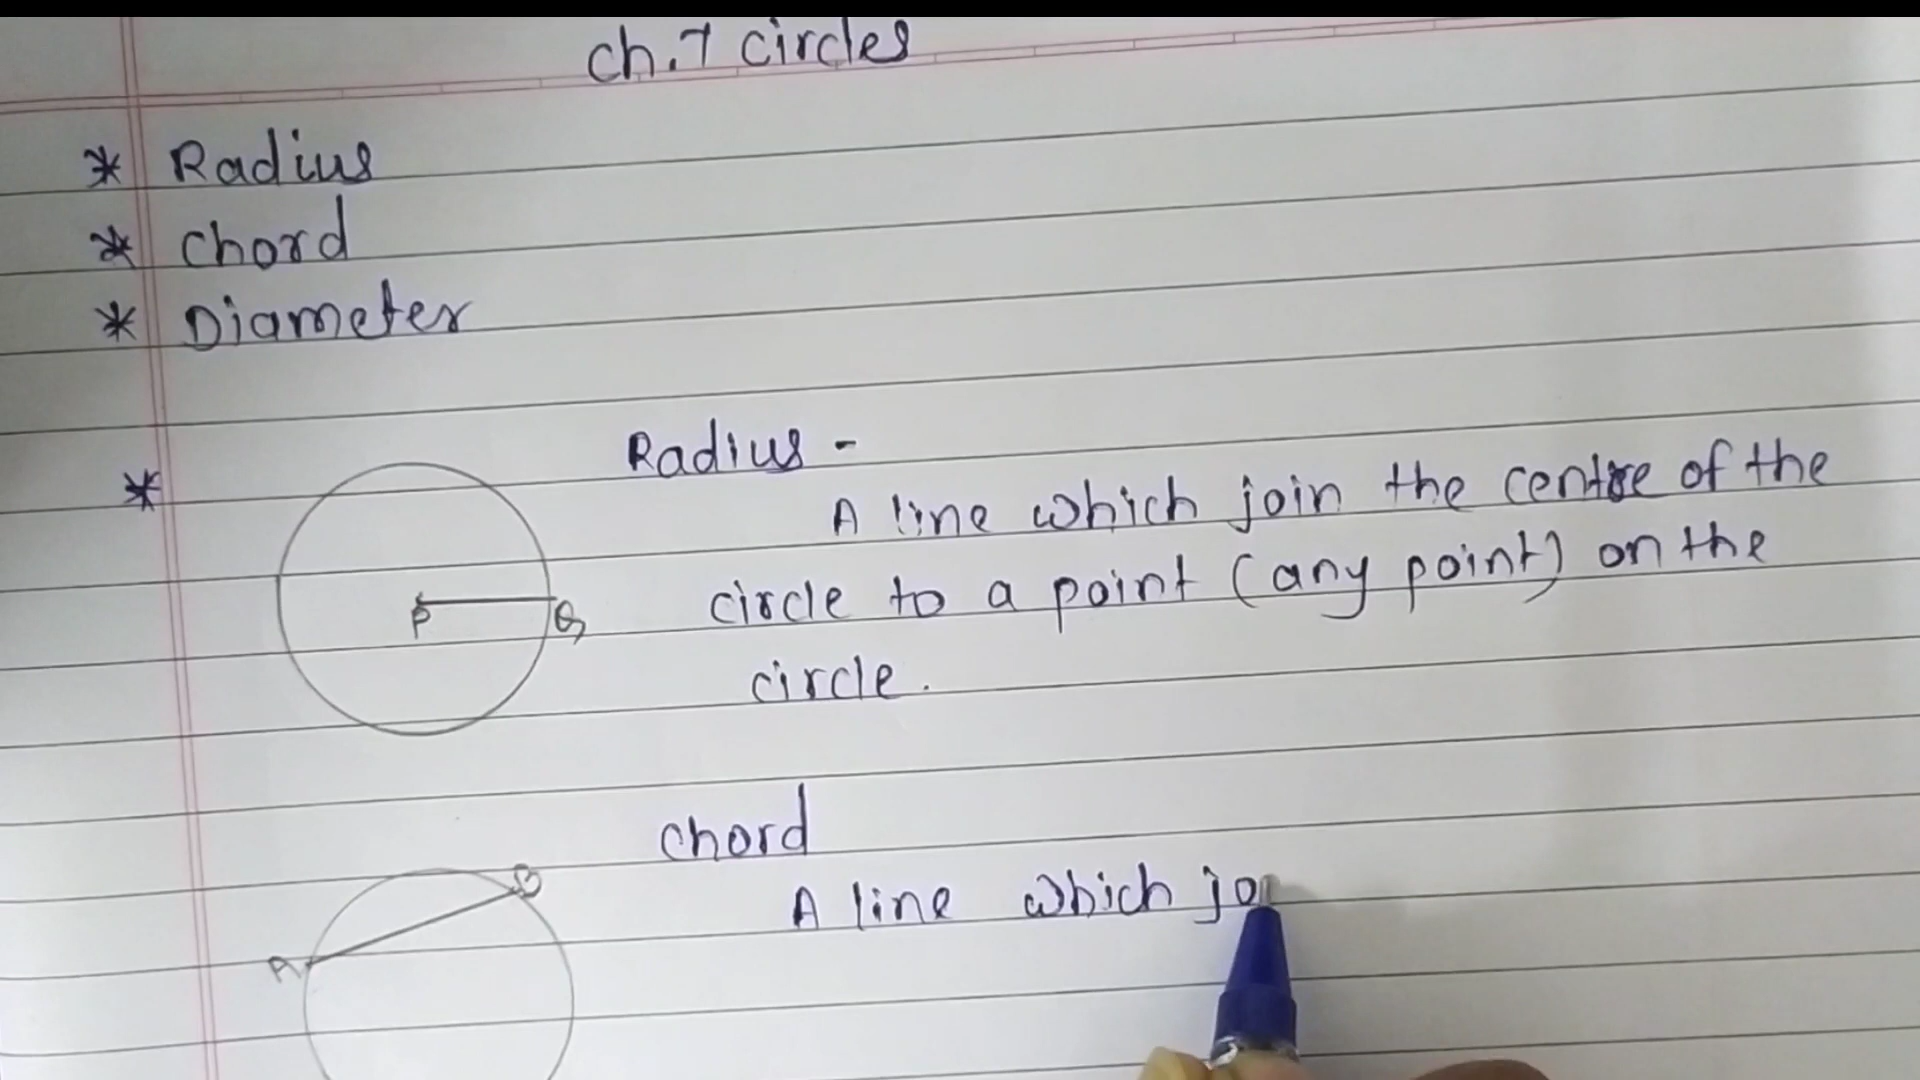 ch.7 circles
* Radius
* chord
* Diameter
*
Radius -
A line which join the centre of the
circle to a point (any point) on the
circle.
P
Q
chord
A line which jo
A
B